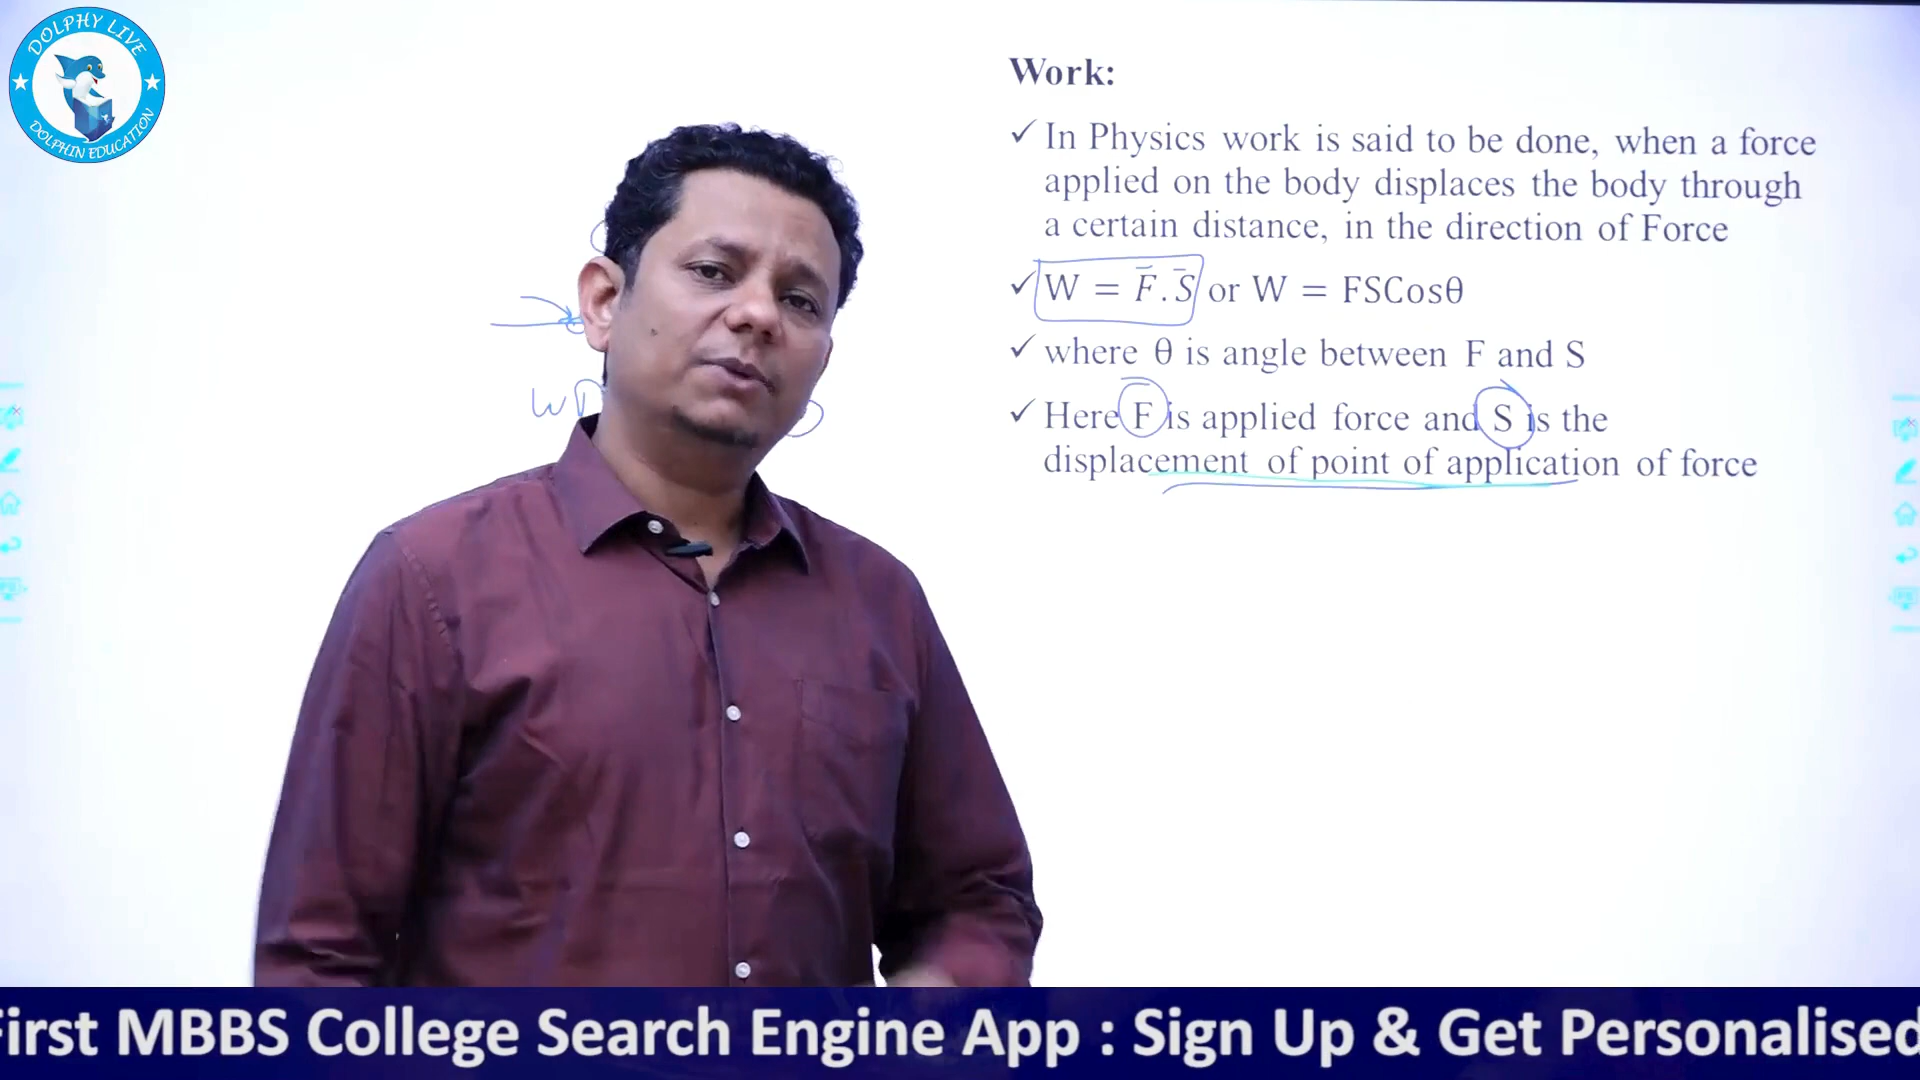 DOLPHY LIVE
DOLPHIN EDUCATION
Work:
✓ In Physics work is said to be done, when a force
applied on the body displaces the body through
a certain distance, in the direction of Force
✓ W = F̄.S̄ or W = FSCosθ
✓ where θ is angle between F and S
✓ Here F̄ is applied force and S is the
displacement of point of application of force
First MBBS College Search Engine App : Sign Up & Get Personalised